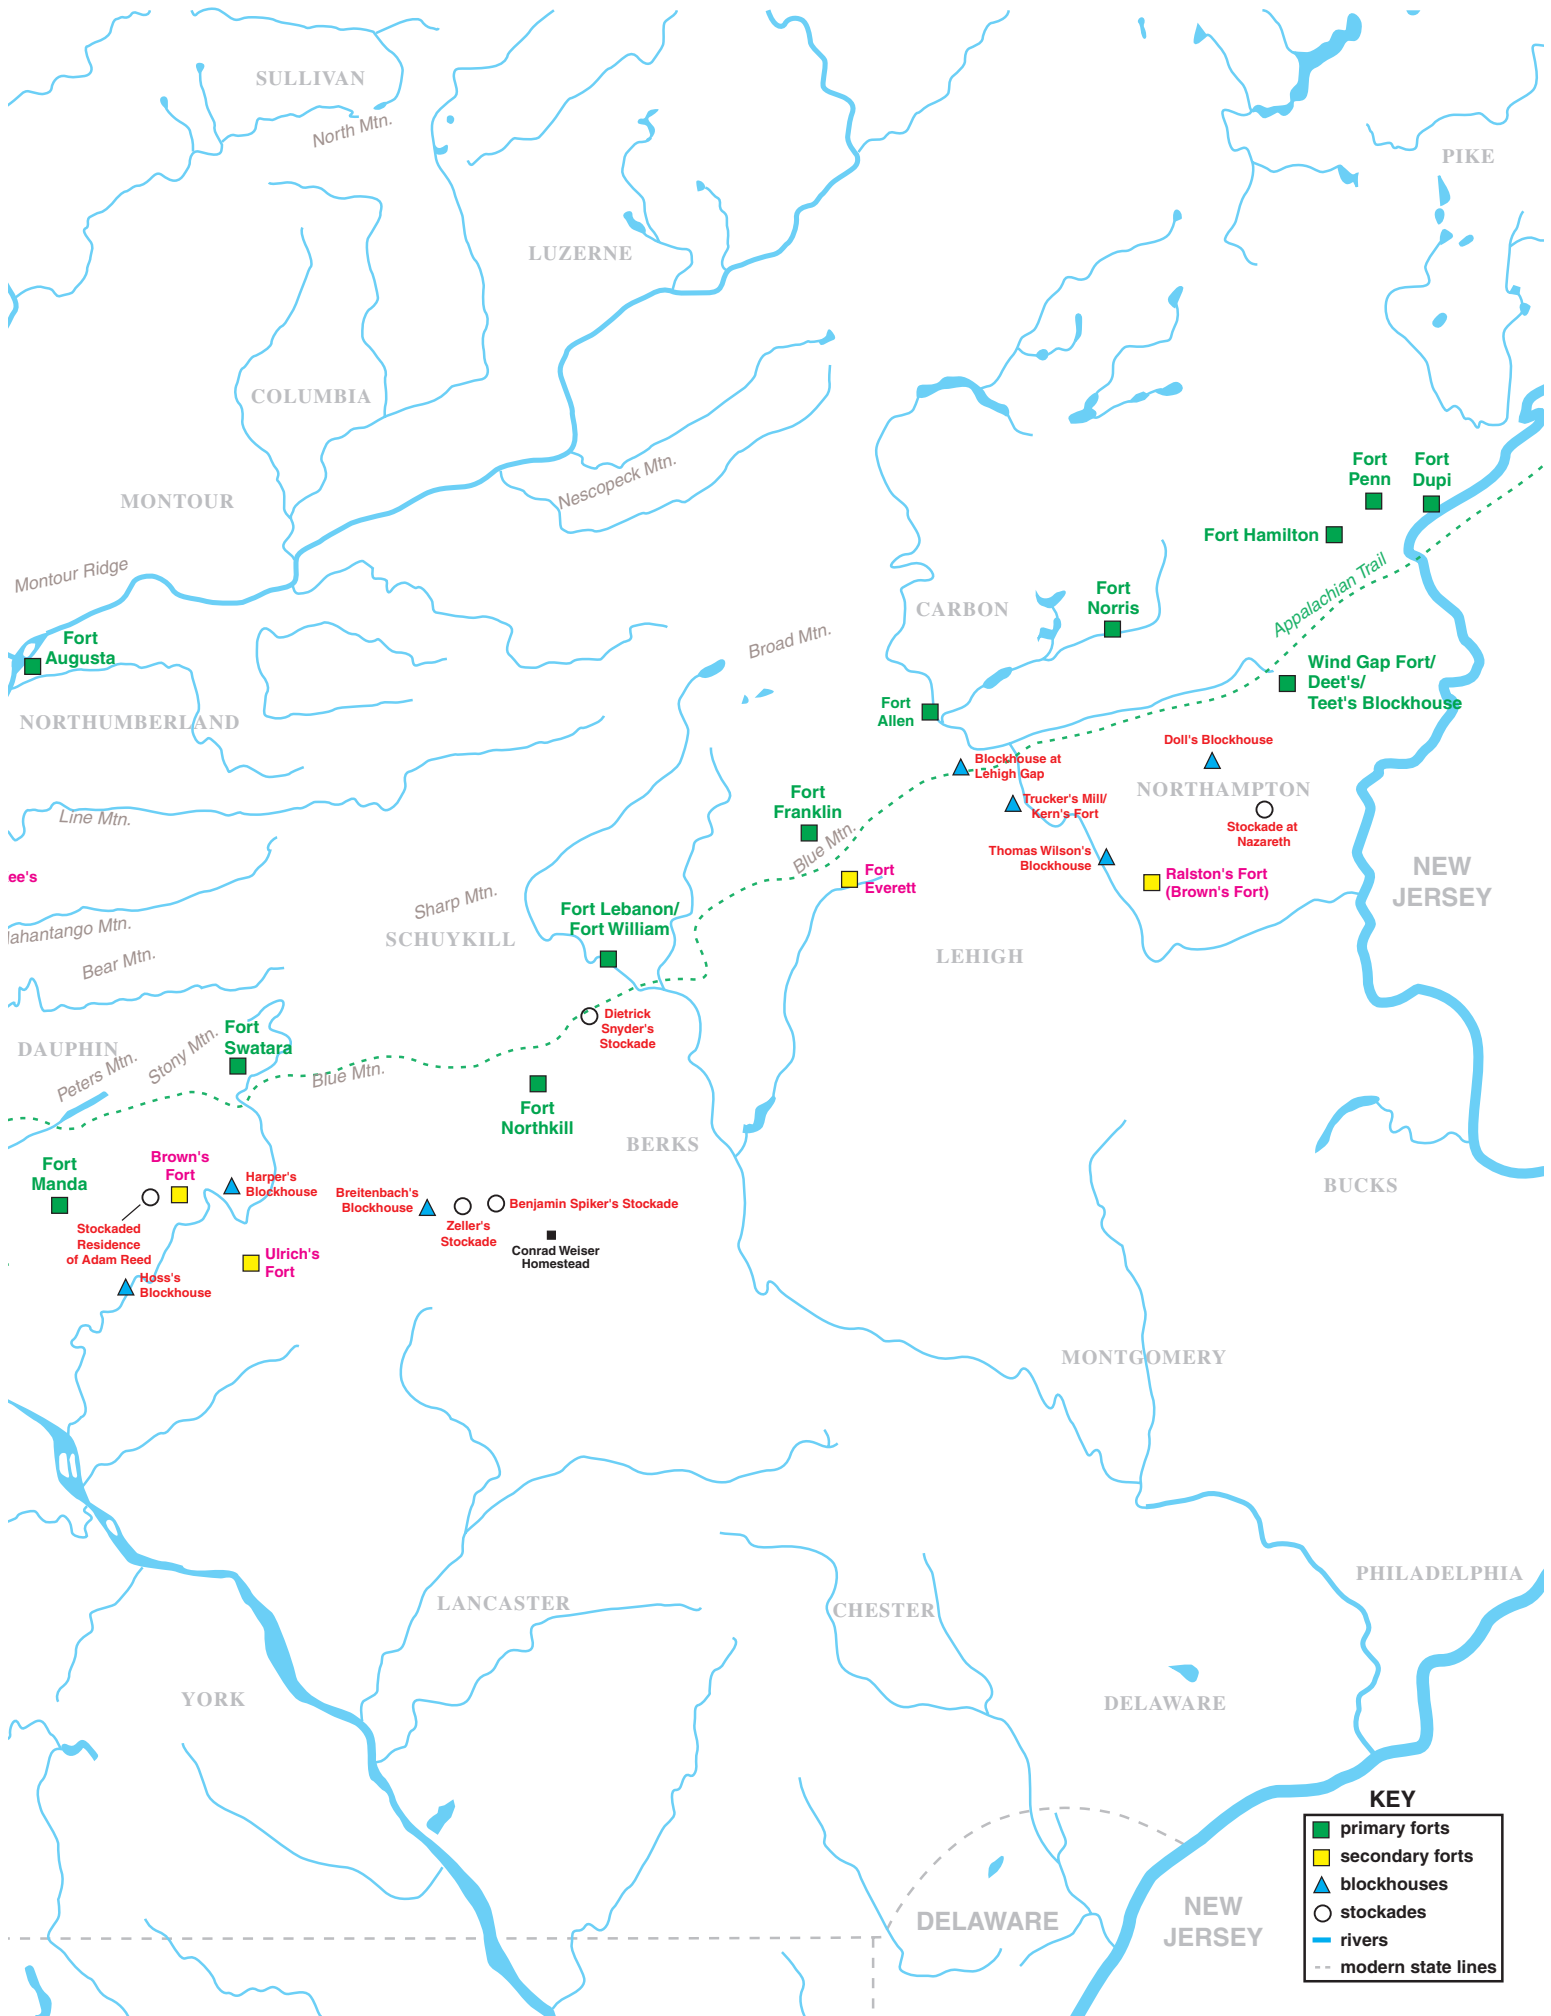 SULLIVAN
North Mtn.
PIKE
LUZERNE
COLUMBIA
Nescopeck Mtn.
MONTOUR
Fort
Penn
Fort
Dupi
Fort Hamilton
Montour Ridge
Appalachian Trail
Fort
Norris
CARBON
Broad Mtn.
Fort
Augusta
Wind Gap Fort/
Deet's/
Teet's Blockhouse
NORTHUMBERLAND
Fort
Allen
Doll's Blockhouse
Blockhouse at
Lehigh Gap
NORTHAMPTON
Fort
Franklin
Trucker's Mill/
Kern's Fort
Stockade at
Nazareth
Line Mtn.
Blue Mtn.
Thomas Wilson's
Blockhouse
ee's
Fort
Everett
Ralston's Fort
(Brown's Fort)
NEW
JERSEY
Sharp Mtn.
Fort Lebanon/
Fort William
ahantango Mtn.
SCHUYKILL
LEHIGH
Bear Mtn.
Dietrick
Snyder's
Stockade
DAUPHIN
Stony Mtn.
Fort
Swatara
Peters Mtn.
Blue Mtn.
Fort
Northkill
BERKS
Fort
Manda
Brown's
Fort
Harper's
Blockhouse
BUCKS
Breitenbach's
Blockhouse
Benjamin Spiker's Stockade
Zeller's
Stockade
Stockaded
Residence
of Adam Reed
Conrad Weiser
Homestead
Ulrich's
Fort
Hoss's
Blockhouse
MONTGOMERY
PHILADELPHIA
LANCASTER
CHESTER
YORK
DELAWARE
KEY
primary forts
secondary forts
blockhouses
stockades
rivers
modern state lines
DELAWARE
NEW
JERSEY